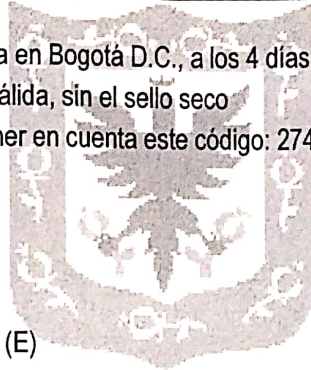 a en Bogotá D.C., a los 4 días
álida, sin el sello seco
ner en cuenta este código: 274
(E)